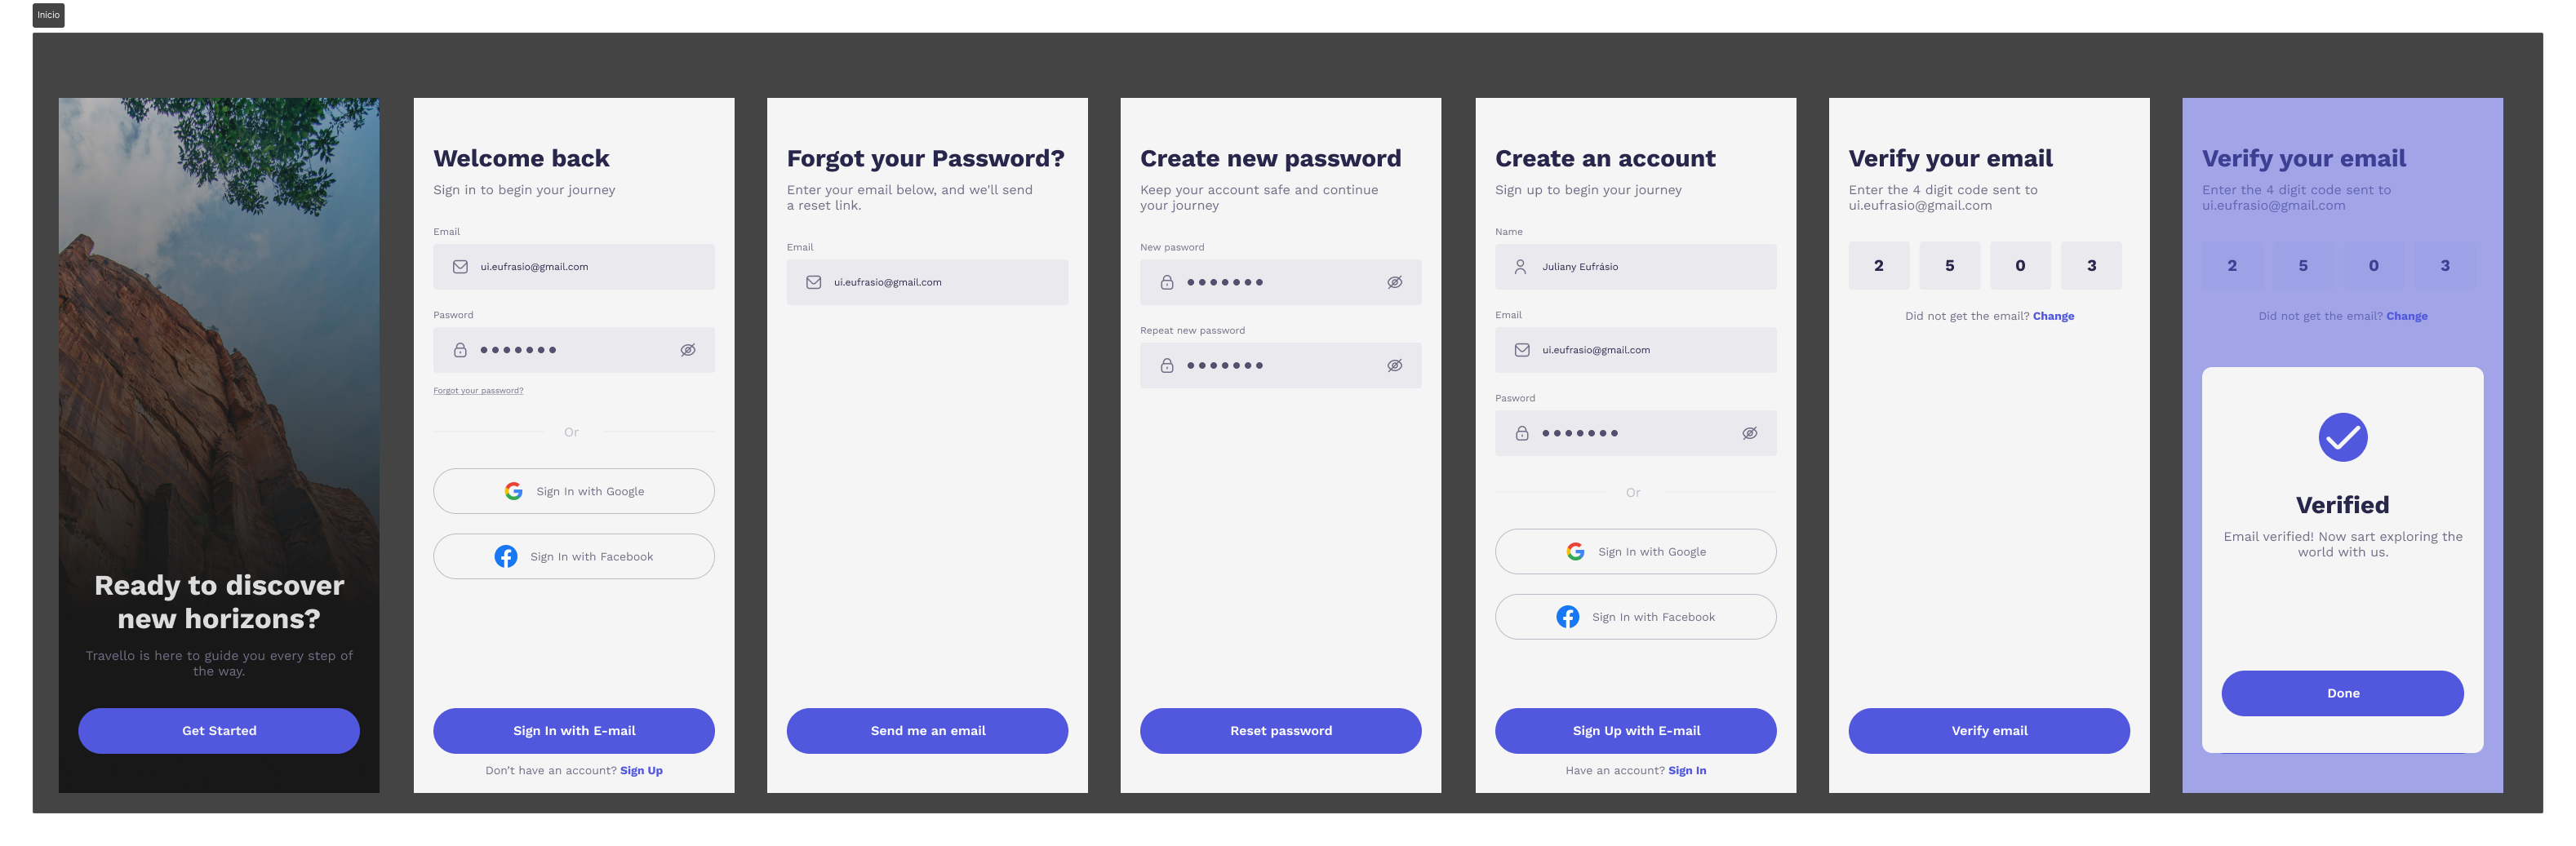 Inicio
Ready to discover
new horizons?
Travello is here to guide you every step of
the way.
Get Started
Welcome back
Sign in to begin your journey
Email
ui.eufrasio@gmail.com
Pasword
Forgot your password?
Or
Sign In with Google
Sign In with Facebook
Sign In with E-mail
Don't have an account? Sign Up
Forgot your Password?
Enter your email below, and we'll send
a reset link.
Email
ui.eufrasio@gmail.com
Send me an email
Create new password
Keep your account safe and continue
your journey
New pasword
Repeat new password
Reset password
Create an account
Sign up to begin your journey
Name
Juliany Eufrásio
Email
ui.eufrasio@gmail.com
Pasword
Or
Sign In with Google
Sign In with Facebook
Sign Up with E-mail
Have an account? Sign In
Verify your email
Enter the 4 digit code sent to
ui.eufrasio@gmail.com
2 5 0 3
Did not get the email? Change
Verify email
Verify your email
Enter the 4 digit code sent to
ui.eufrasio@gmail.com
2 5 0 3
Did not get the email? Change
Verified
Email verified! Now sart exploring the
world with us.
Done